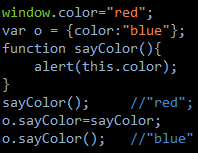 window.color="red";
var o = {color:"blue"};
function sayColor(){
    alert(this.color);
}
sayColor();     //"red";
o.sayColor=sayColor;
o.sayColor();   //"blue"